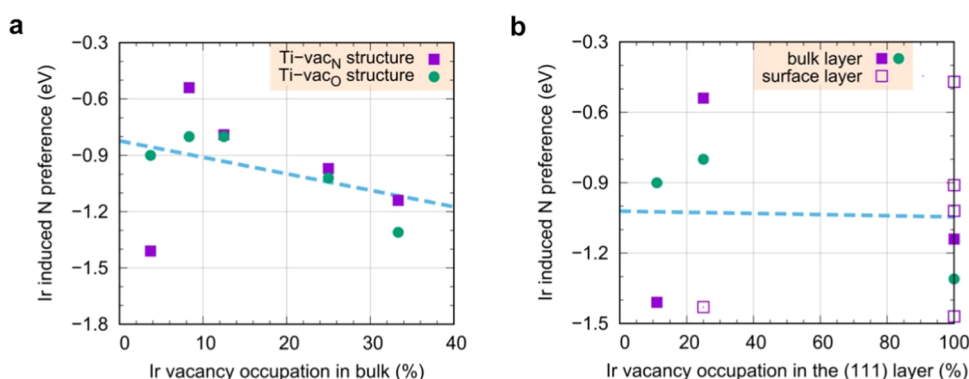 a
Ti−vacN structure
Ti−vacO structure
Ir induced N preference (eV)
−0.3
−0.6
−0.9
−1.2
−1.5
−1.8
0 10 20 30 40
Ir vacancy occupation in bulk (%)
b
bulk layer
surface layer
Ir induced N preference (eV)
−0.3
−0.6
−0.9
−1.2
−1.5
0 20 40 60 80 100
Ir vacancy occupation in the (111) layer (%)